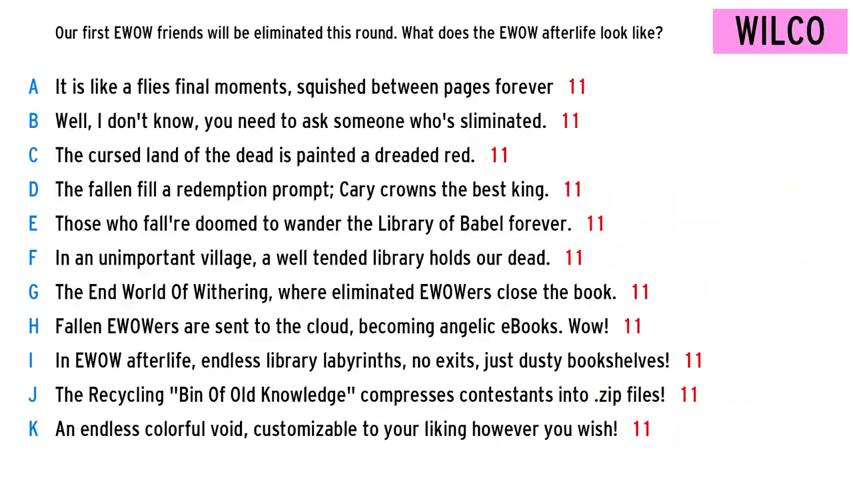 Our first EWOW friends will be eliminated this round. What does the EWOW afterlife look like?
WILCO
A It is like a flies final moments, squished between pages forever 11
B Well, I don't know, you need to ask someone who's sliminated. 11
C The cursed land of the dead is painted a dreaded red. 11
D The fallen fill a redemption prompt; Cary crowns the best king. 11
E Those who fall're doomed to wander the Library of Babel forever. 11
F In an unimportant village, a well tended library holds our dead. 11
G The End World Of Withering, where eliminated EWOWers close the book. 11
H Fallen EWOWers are sent to the cloud, becoming angelic eBooks. Wow! 11
I In EWOW afterlife, endless library labyrinths, no exits, just dusty bookshelves! 11
J The Recycling "Bin Of Old Knowledge" compresses contestants into .zip files! 11
K An endless colorful void, customizable to your liking however you wish! 11